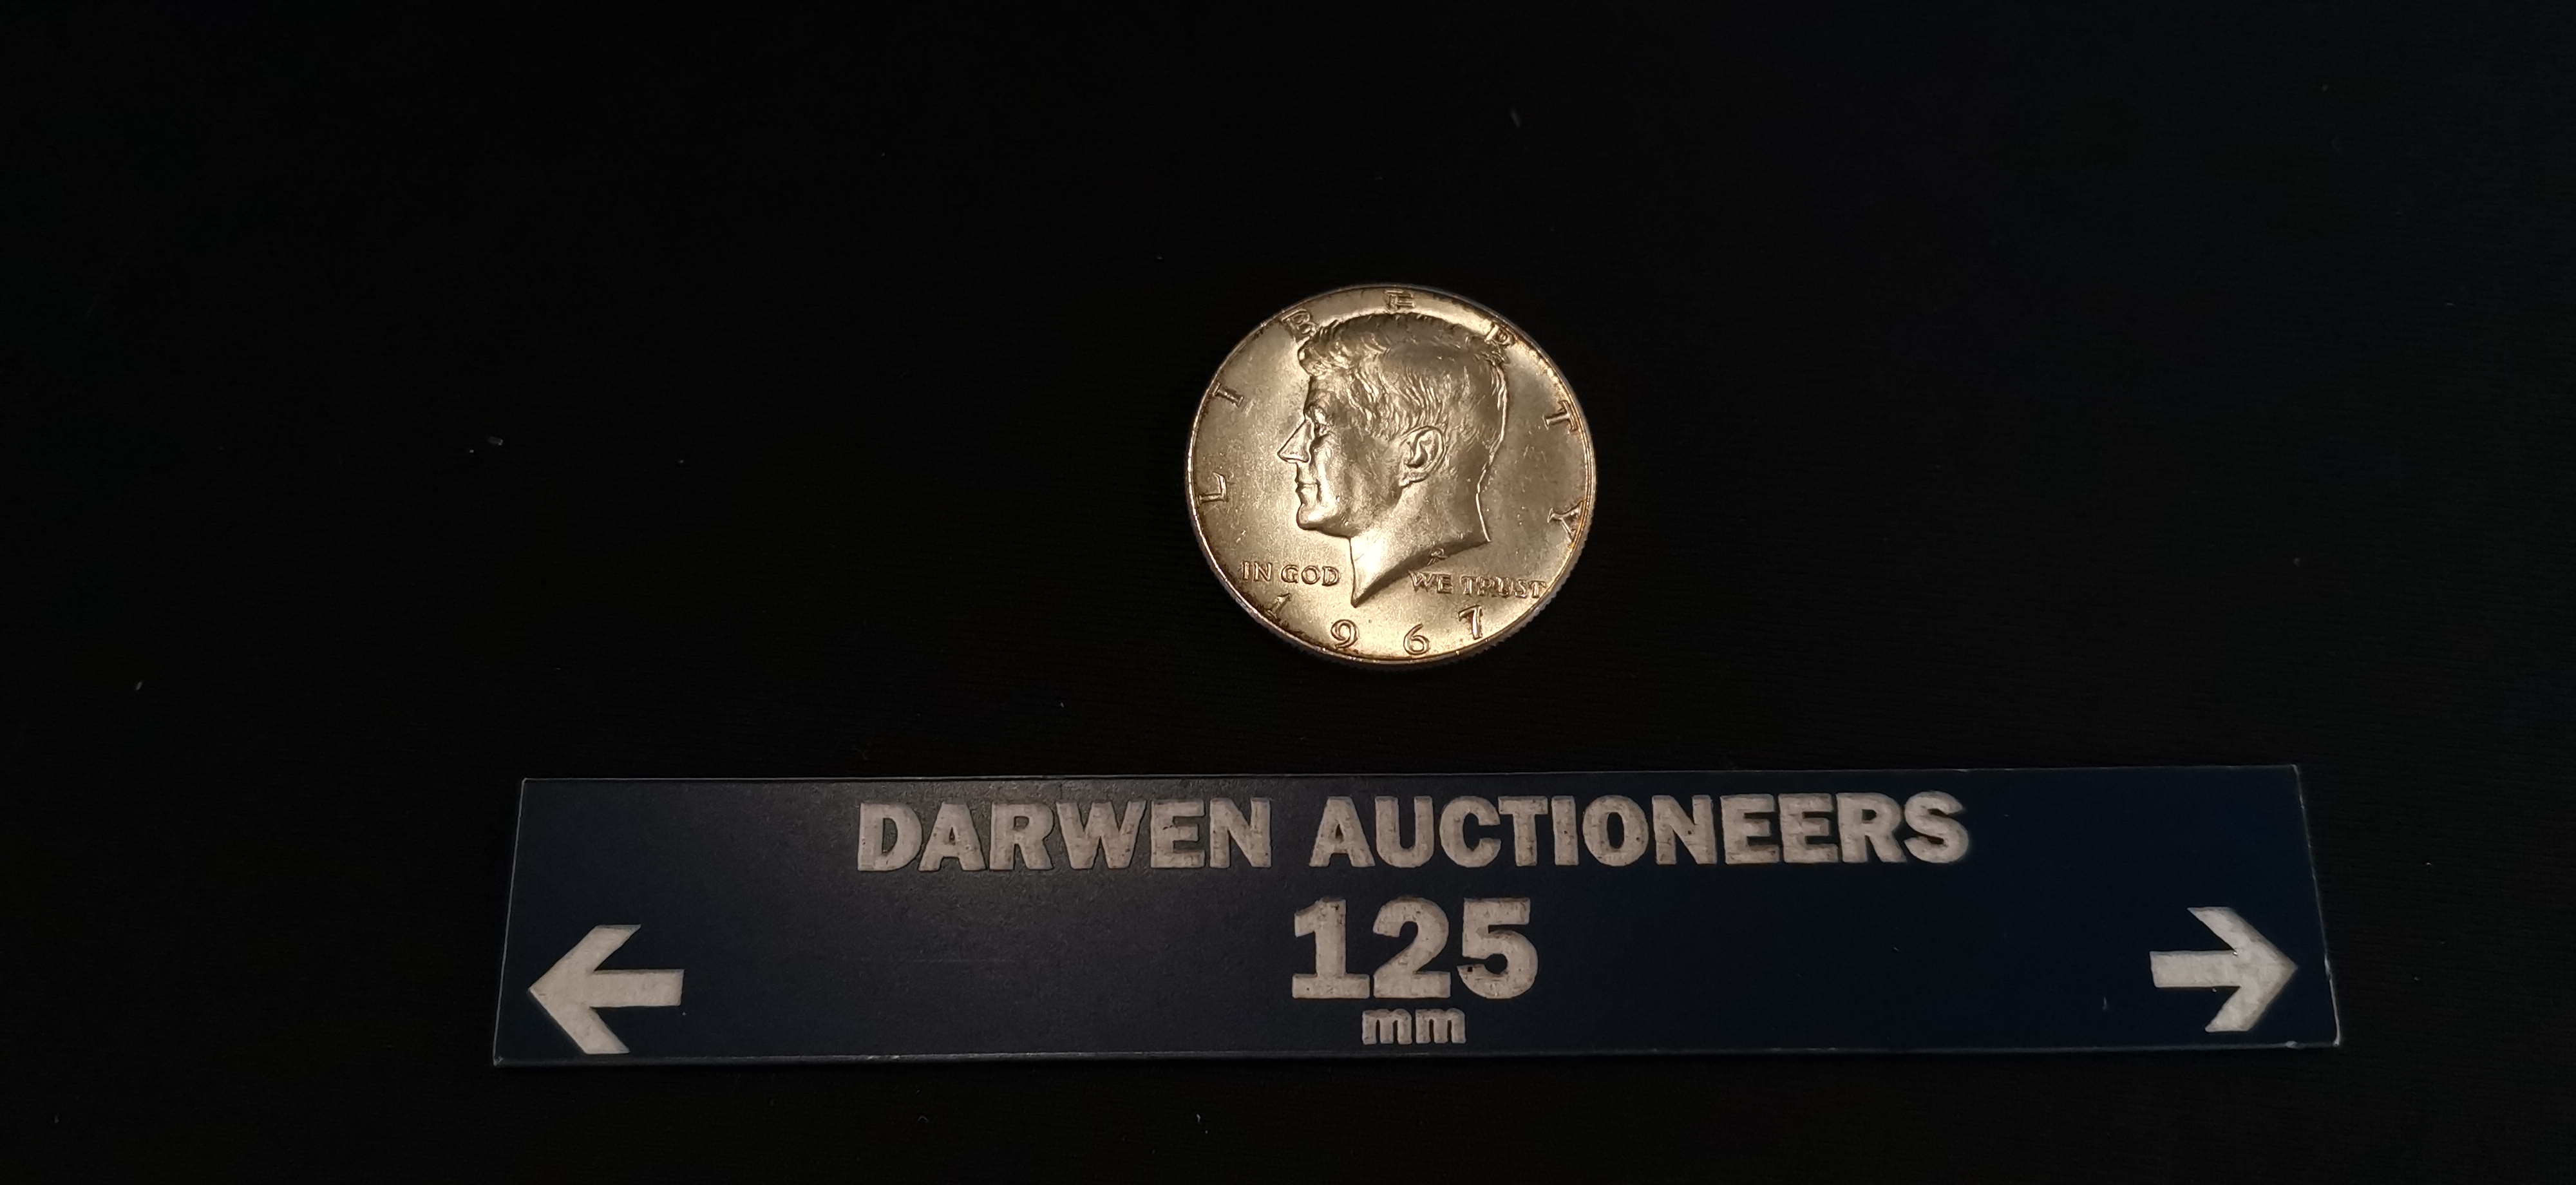 LIBERTY
IN GOD WE TRUST
1967
DARWEN AUCTIONEERS
125
mm